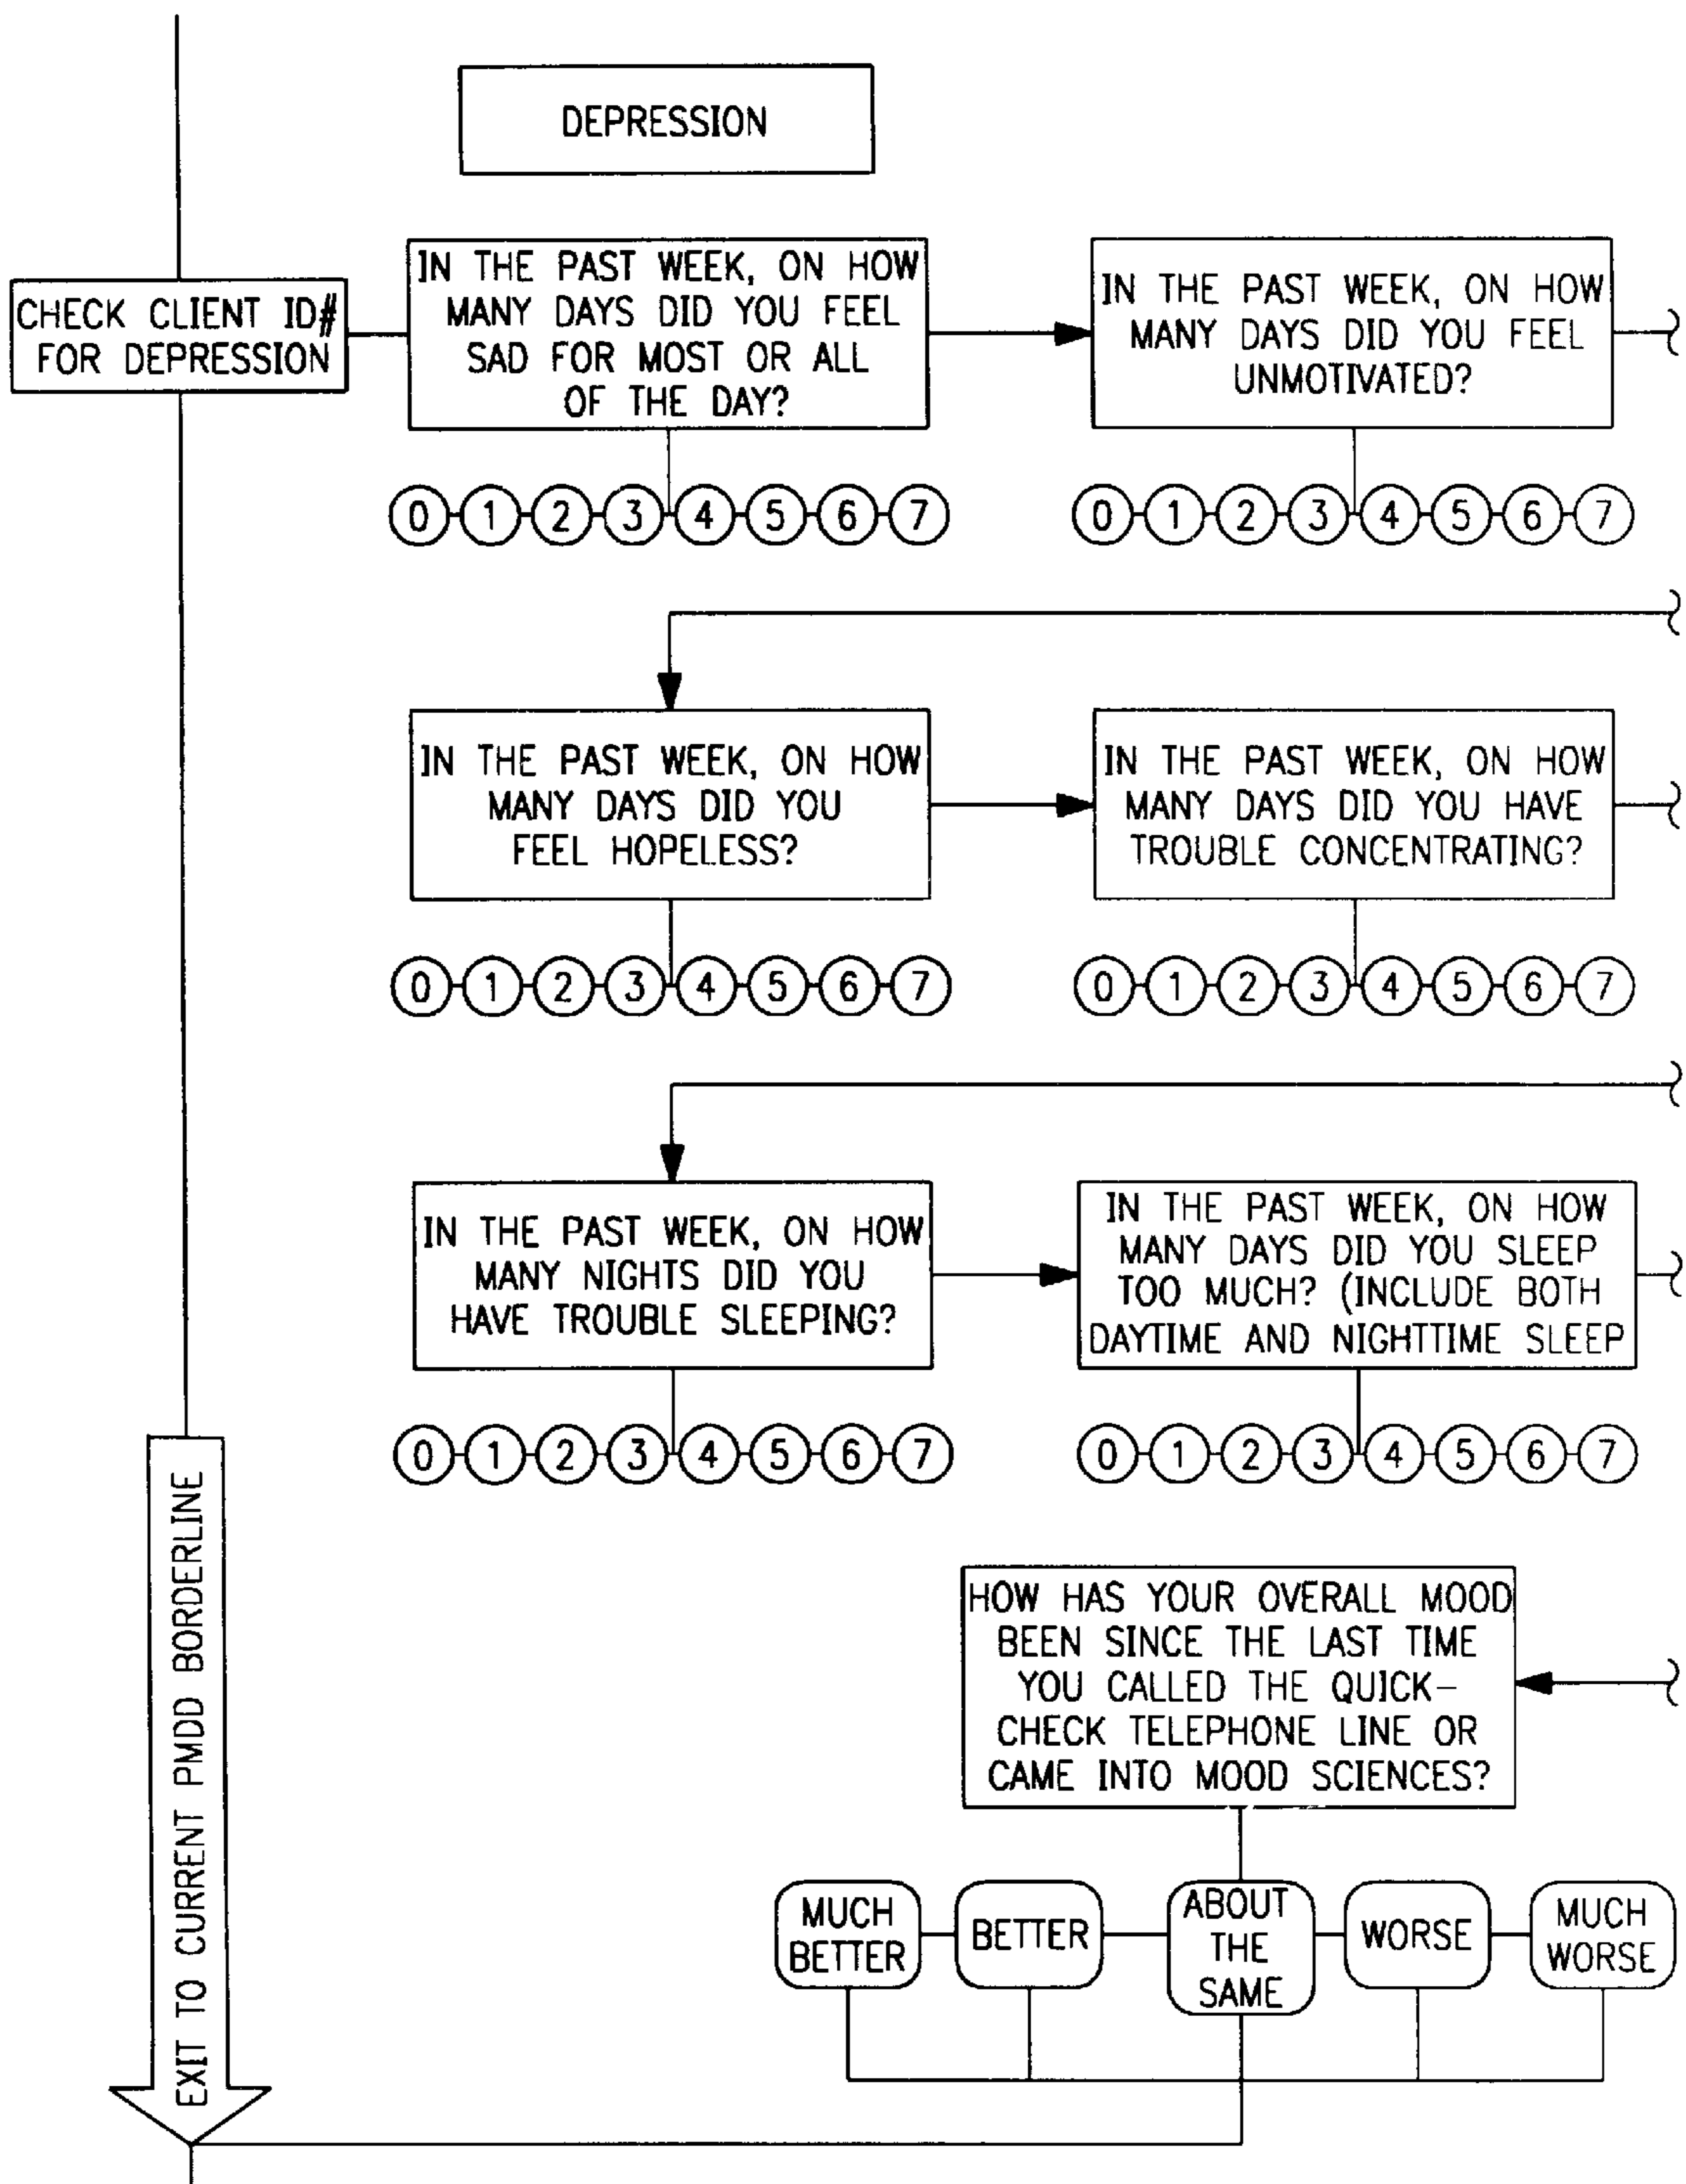 DEPRESSION
CHECK CLIENT ID#
FOR DEPRESSION
IN THE PAST WEEK, ON HOW
MANY DAYS DID YOU FEEL
SAD FOR MOST OR ALL
OF THE DAY?
0 1 2 3 4 5 6 7
IN THE PAST WEEK, ON HOW
MANY DAYS DID YOU FEEL
UNMOTIVATED?
0 1 2 3 4 5 6 7
IN THE PAST WEEK, ON HOW
MANY DAYS DID YOU
FEEL HOPELESS?
0 1 2 3 4 5 6 7
IN THE PAST WEEK, ON HOW
MANY DAYS DID YOU HAVE
TROUBLE CONCENTRATING?
0 1 2 3 4 5 6 7
IN THE PAST WEEK, ON HOW
MANY NIGHTS DID YOU
HAVE TROUBLE SLEEPING?
0 1 2 3 4 5 6 7
IN THE PAST WEEK, ON HOW
MANY DAYS DID YOU SLEEP
TOO MUCH? (INCLUDE BOTH
DAYTIME AND NIGHTTIME SLEEP
0 1 2 3 4 5 6 7
HOW HAS YOUR OVERALL MOOD
BEEN SINCE THE LAST TIME
YOU CALLED THE QUICK-
CHECK TELEPHONE LINE OR
CAME INTO MOOD SCIENCES?
MUCH
BETTER
BETTER
ABOUT
THE
SAME
WORSE
MUCH
WORSE
EXIT TO CURRENT PMDD BORDERLINE